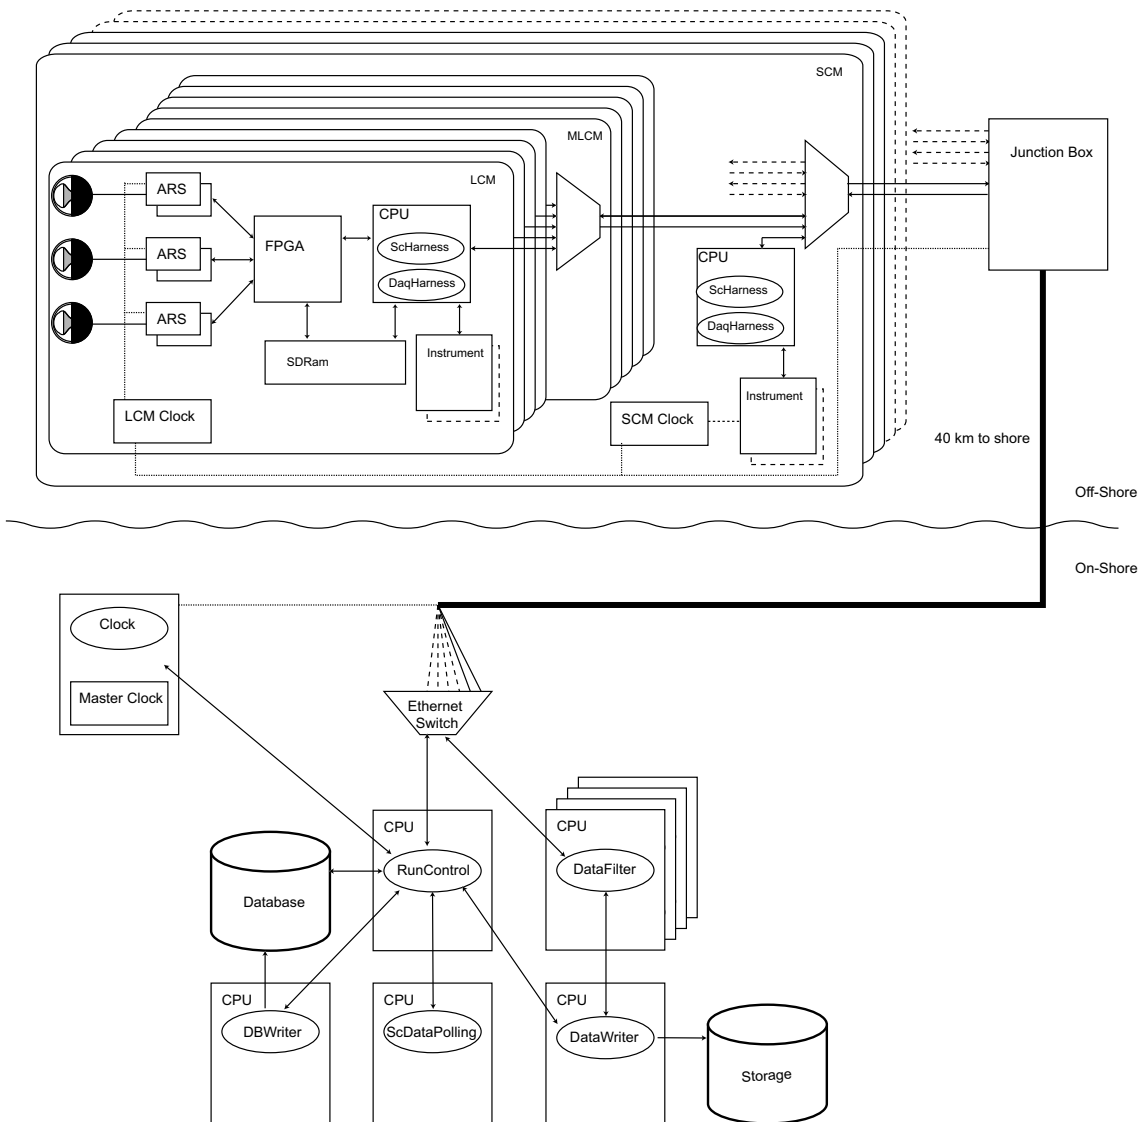 SCM
MLCM
LCM
Junction Box
ARS
CPU
FPGA
ScHarness
ARS
DaqHarness
CPU
ScHarness
ARS
DaqHarness
Instrument
SDRam
Instrument
LCM Clock
SCM Clock
40 km to shore
Off-Shore
On-Shore
Clock
Master Clock
Ethernet
Switch
CPU
CPU
RunControl
DataFilter
Database
CPU
CPU
CPU
DBWriter
ScDataPolling
DataWriter
Storage